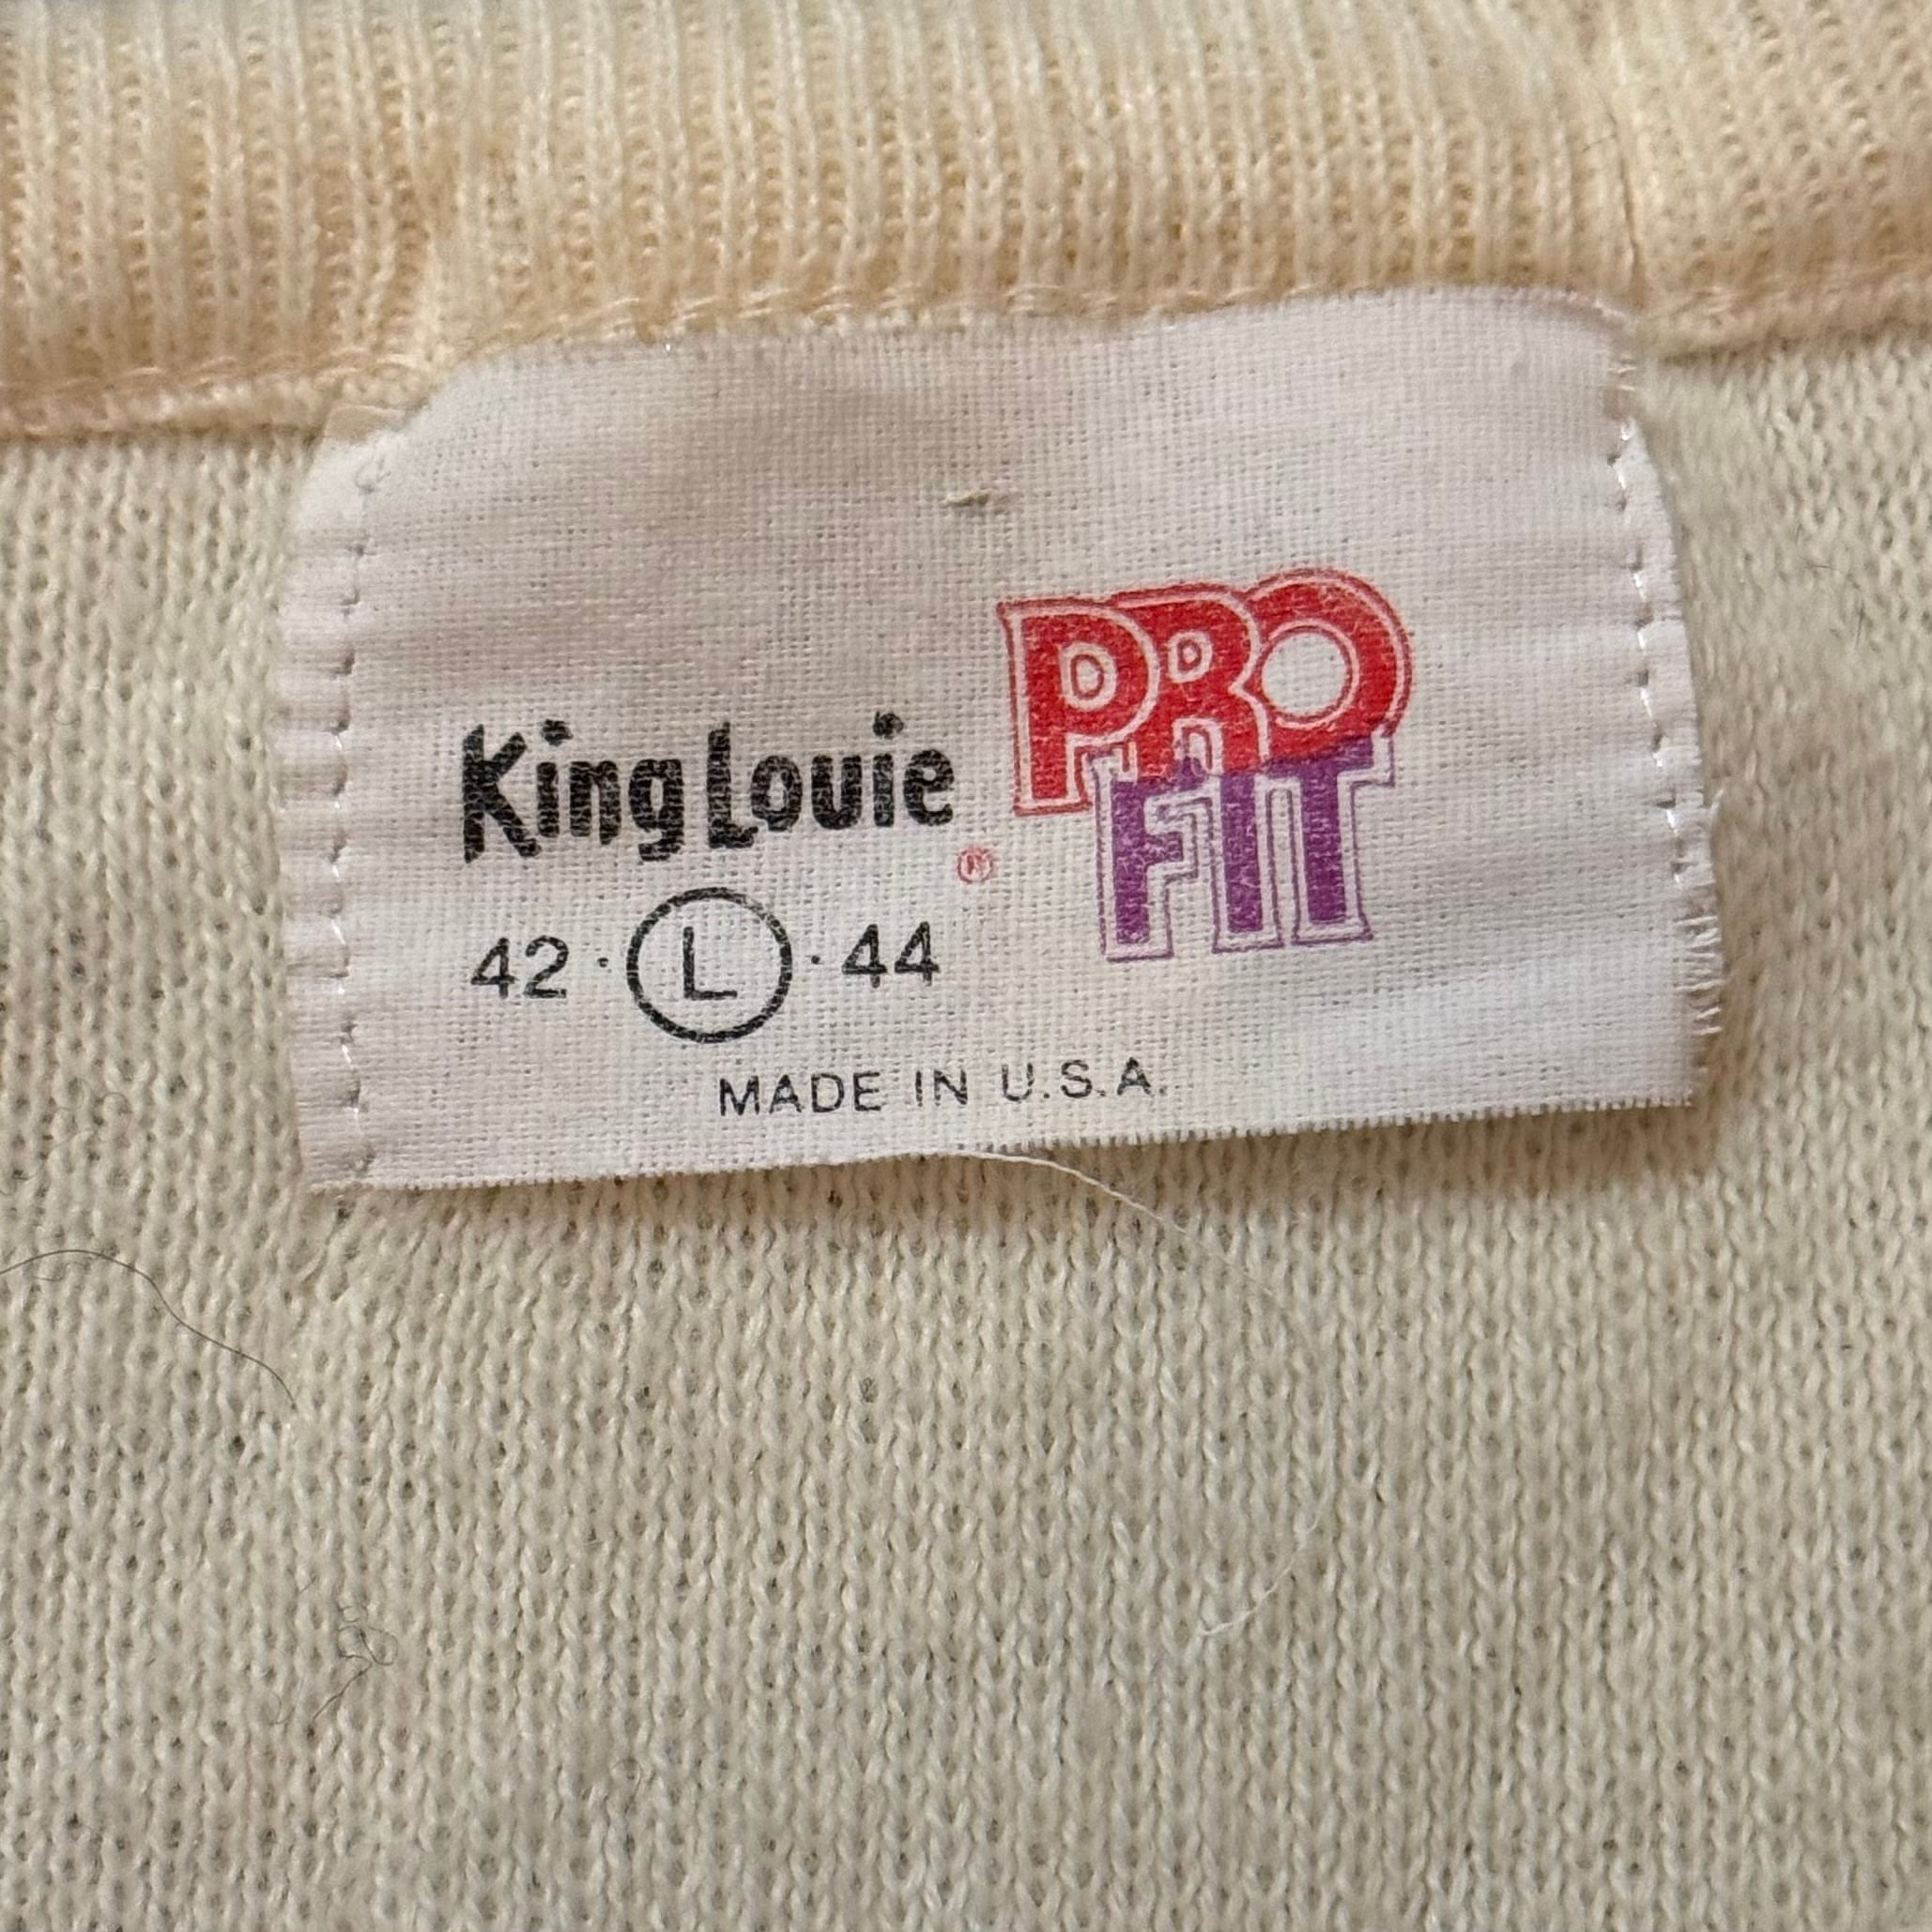 King Louie ®
PRO
FIT
42 · L · 44
MADE IN U.S.A.